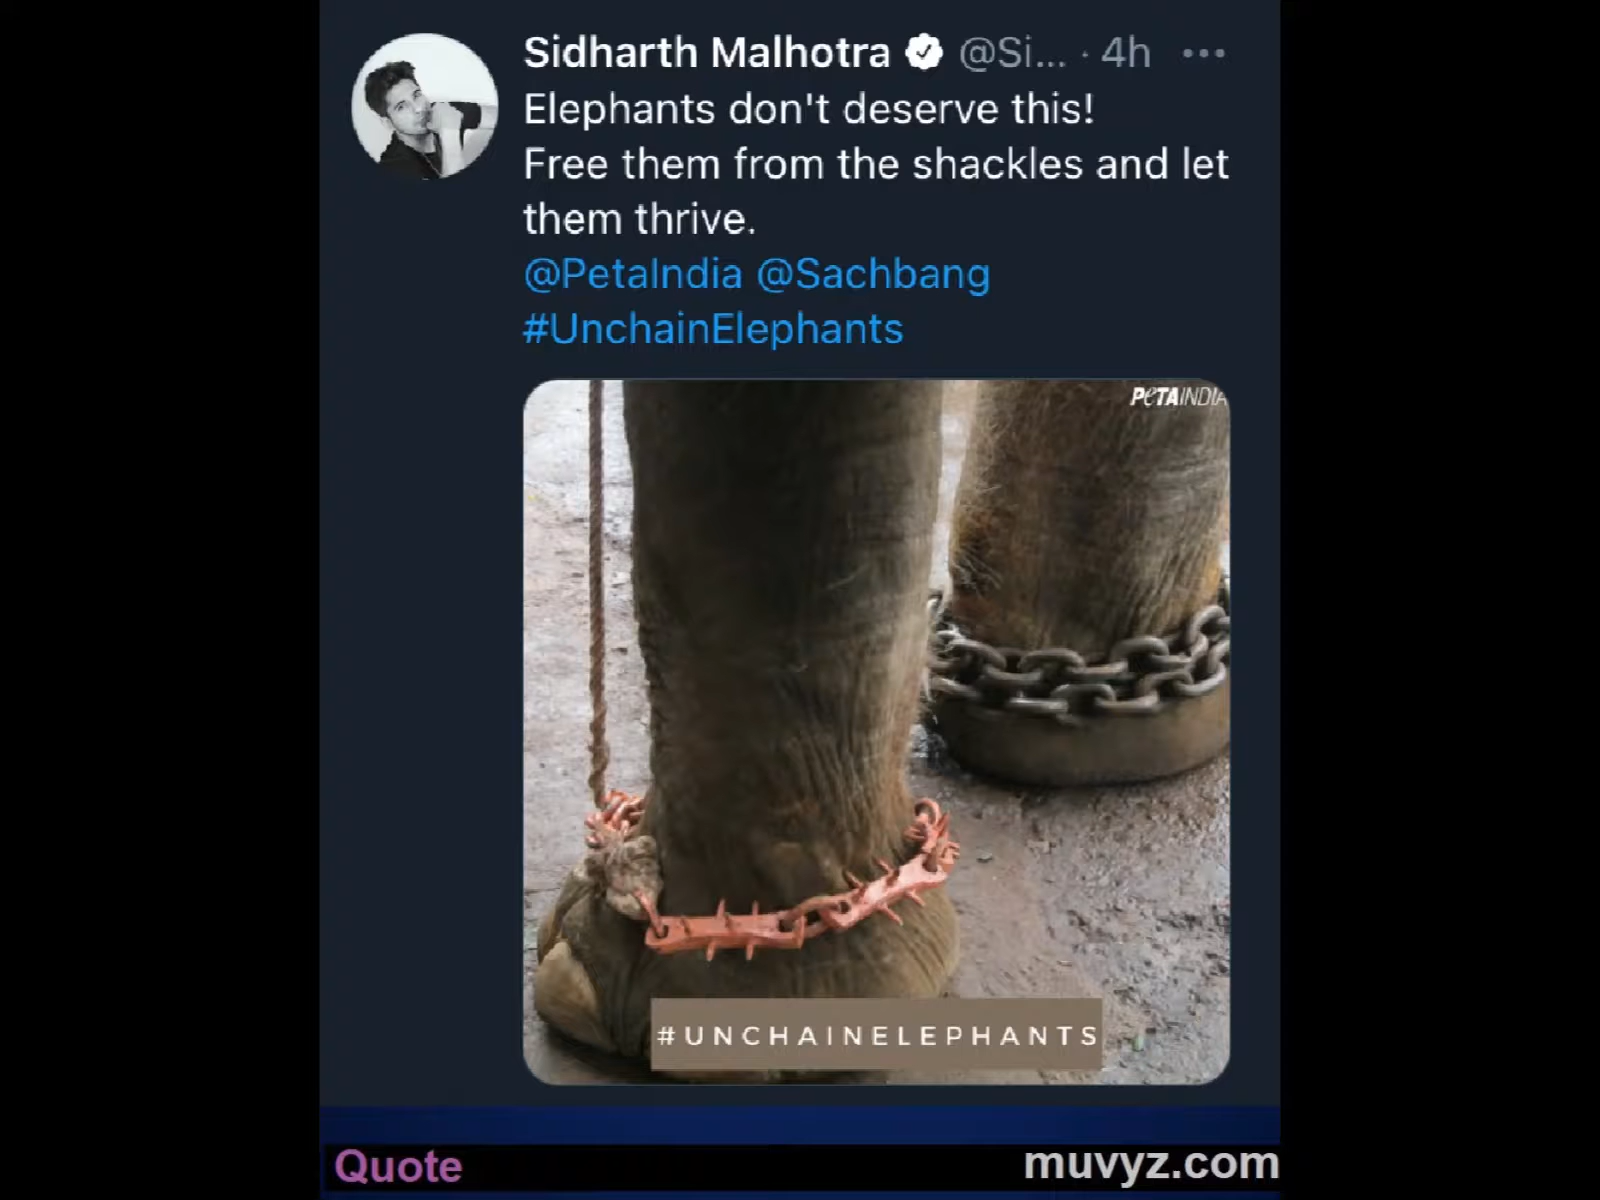 Sidharth Malhotra @Si... · 4h ...
Elephants don't deserve this!
Free them from the shackles and let
them thrive.
@PetaIndia @Sachbang
#UnchainElephants
PETAINDIA
#UNCHAINELEPHANTS
Quote
muvyz.com